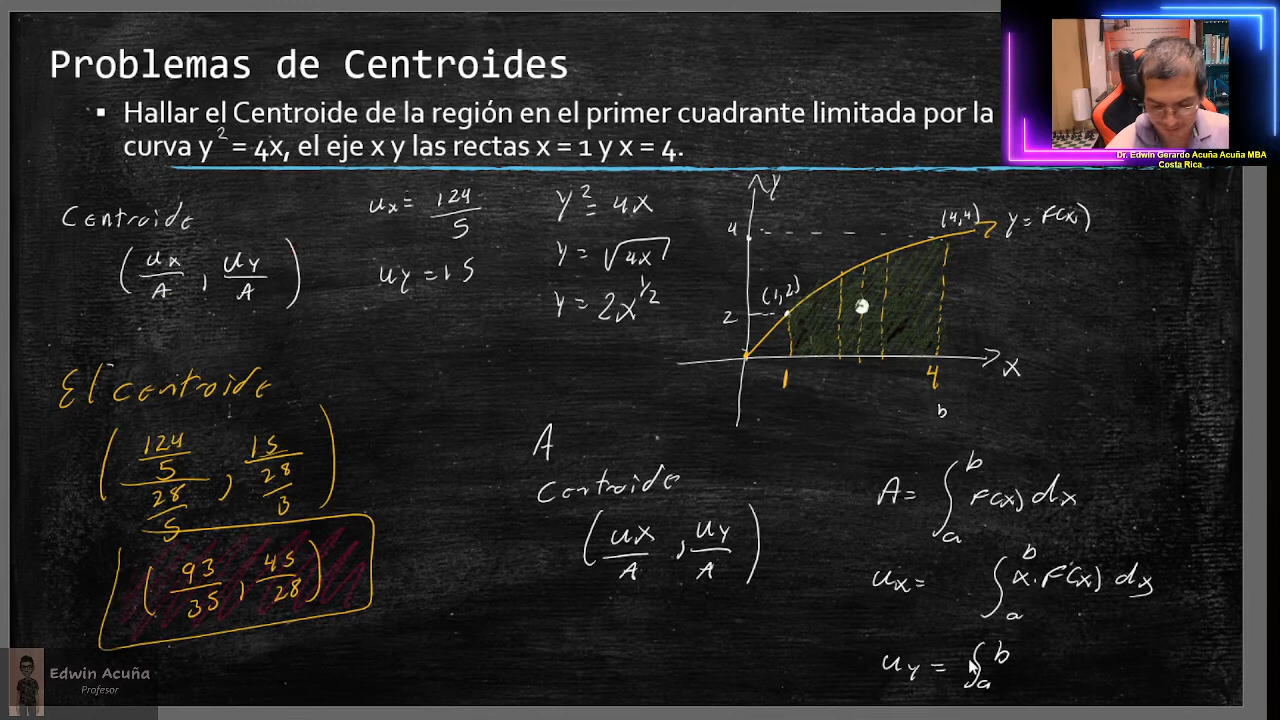 Problemas de Centroides
▪ Hallar el Centroide de la región en el primer cuadrante limitada por la
curva y² = 4x, el eje x y las rectas x = 1 y x = 4.
Dr. Edwin Gerardo Acuña Acuña MBA
Costa Rica
Centroide
(ux/A, uy/A)
ux = 124/5
uy = 15
y² = 4x
y = √4x
y = 2x^1/2
y
4
2
(1,2)
(4,4)
y = F(x)
1
4
x
b
El centroide
(124/5/28/5, 15/28/3)
(93/35, 45/28)
A
Centroide
(ux/A, uy/A)
A = ∫ₐᵇ F(x) dx
ux = ∫ₐᵇ x·F(x) dx
uy = ∫ₐᵇ
Edwin Acuña
Profesor